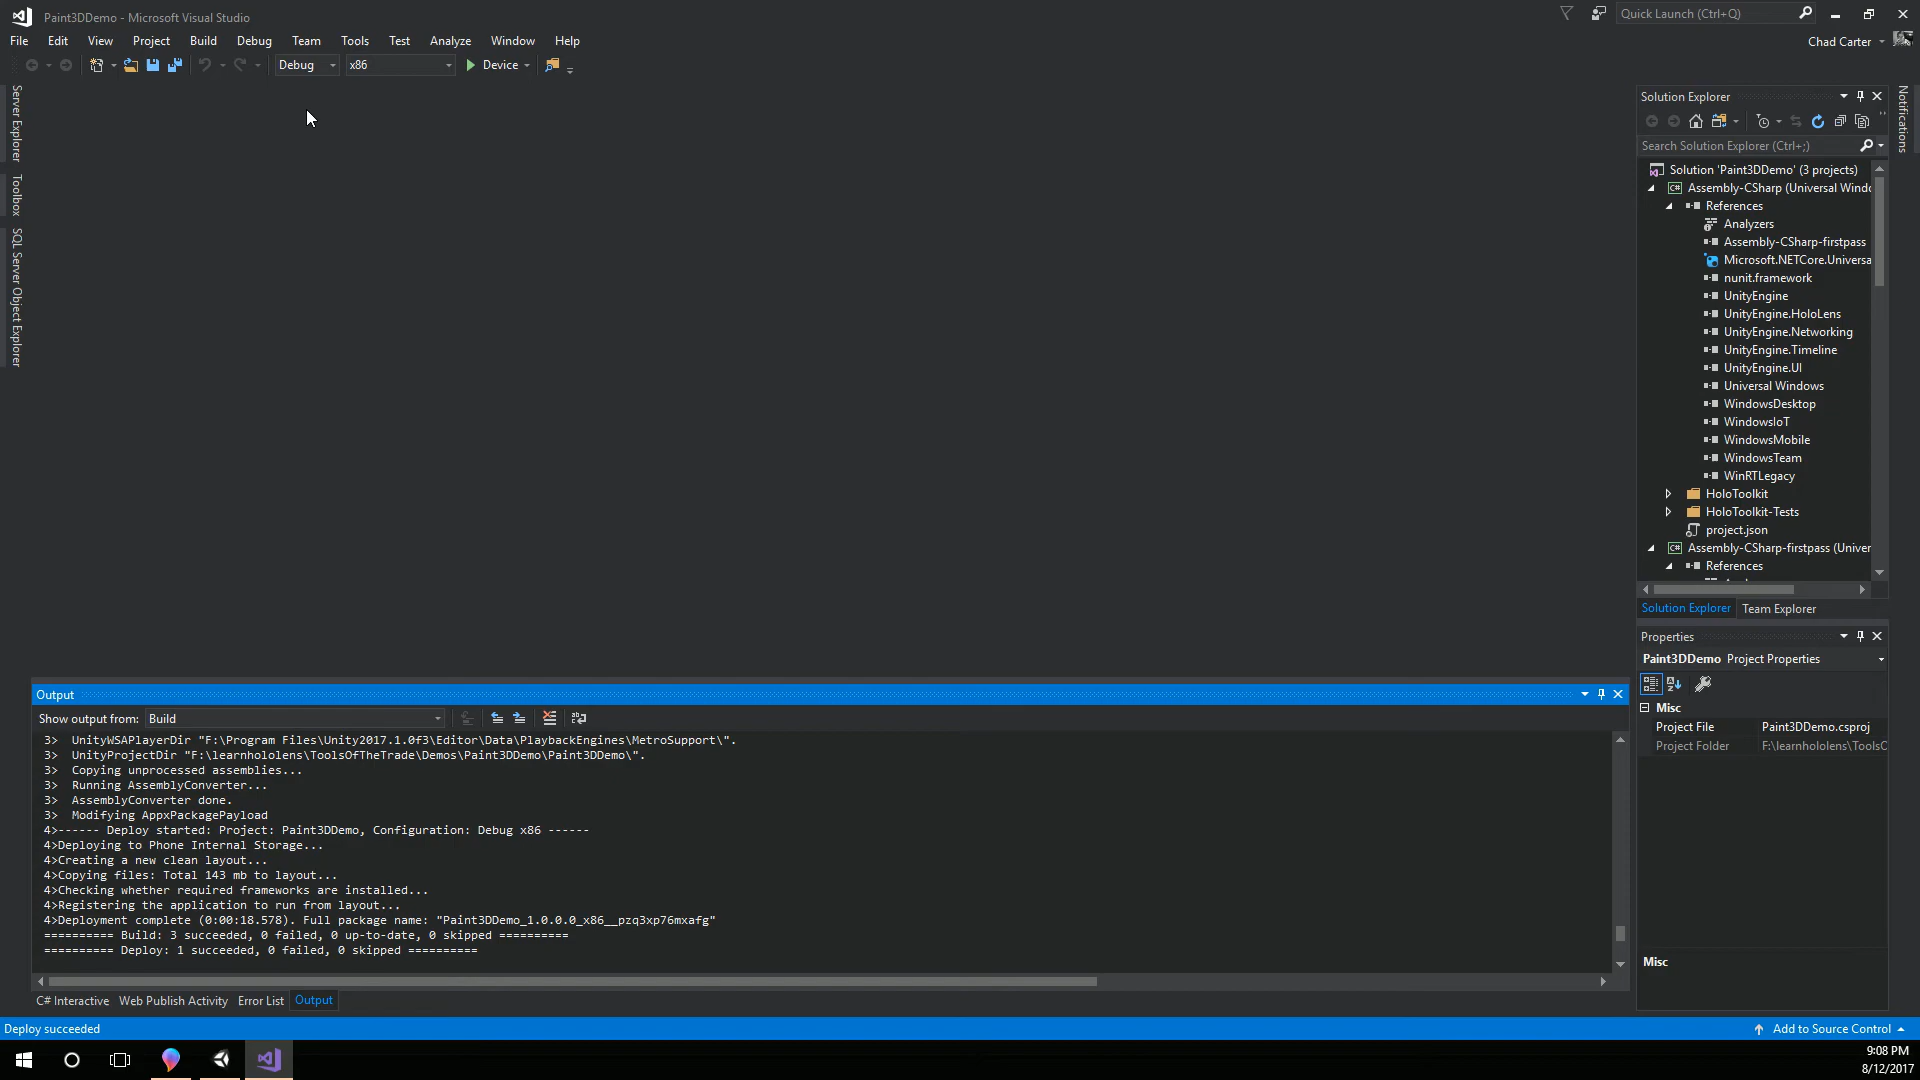 Paint3DDemo - Microsoft Visual Studio
Quick Launch (Ctrl+Q)
File Edit View Project Build Debug Team Tools Test Analyze Window Help
Chad Carter
Debug x86 Device
Server Explorer
Toolbox
SQL Server Object Explorer
Notifications
Solution Explorer
Search Solution Explorer (Ctrl+;)
Solution 'Paint3DDemo' (3 projects)
Assembly-CSharp (Universal Windo
References
Analyzers
Assembly-CSharp-firstpass
Microsoft.NETCore.Universa
nunit.framework
UnityEngine
UnityEngine.HoloLens
UnityEngine.Networking
UnityEngine.Timeline
UnityEngine.UI
Universal Windows
WindowsDesktop
WindowsIoT
WindowsMobile
WindowsTeam
WinRTLegacy
HoloToolkit
HoloToolkit-Tests
project.json
Assembly-CSharp-firstpass (Univer
References
Solution Explorer Team Explorer
Properties
Paint3DDemo Project Properties
Misc
Project File Paint3DDemo.csproj
Project Folder F:\learnhololens\ToolsO
Misc
Output
Show output from: Build
3> UnityWSAPlayerDir "F:\Program Files\Unity2017.1.0f3\Editor\Data\PlaybackEngines\MetroSupport\".
3> UnityProjectDir "F:\learnhololens\ToolsOfTheTrade\Demos\Paint3DDemo\Paint3DDemo\".
3> Copying unprocessed assemblies...
3> Running AssemblyConverter...
3> AssemblyConverter done.
3> Modifying AppxPackagePayload
4>------ Deploy started: Project: Paint3DDemo, Configuration: Debug x86 ------
4>Deploying to Phone Internal Storage...
4>Creating a new clean layout...
4>Copying files: Total 143 mb to layout...
4>Checking whether required frameworks are installed...
4>Registering the application to run from layout...
4>Deployment complete (0:00:18.578). Full package name: "Paint3DDemo_1.0.0.0_x86__pzq3xp76mxafg"
========== Build: 3 succeeded, 0 failed, 0 up-to-date, 0 skipped ==========
========== Deploy: 1 succeeded, 0 failed, 0 skipped ==========
C# Interactive Web Publish Activity Error List Output
Deploy succeeded
Add to Source Control
9:08 PM
8/12/2017